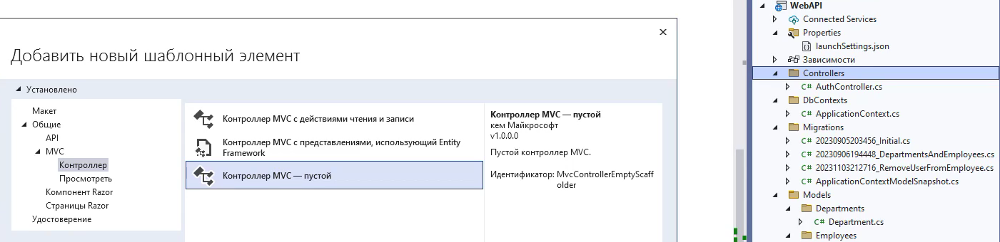 Добавить новый шаблонный элемент
Установлено
Макет
Общие
API
MVC
Контроллер
Просмотреть
Компонент Razor
Страницы Razor
Удостоверение
Контроллер MVC с действиями чтения и записи
Контроллер MVC с представлениями, использующий Entity
Framework
Контроллер MVC — пустой
Контроллер MVC — пустой
кем Майкрософт
v1.0.0.0
Пустой контроллер MVC.
Идентификатор: MvcControllerEmptyScaff
older
WebAPI
Connected Services
Properties
launchSettings.json
Зависимости
Controllers
C# AuthController.cs
DbContexts
C# ApplicationContext.cs
Migrations
C# 20230905203456_Initial.cs
C# 20230906194448_DepartmentsAndEmployees.cs
C# 20231103212716_RemoveUserFromEmployee.cs
C# ApplicationContextModelSnapshot.cs
Models
Departments
C# Department.cs
Employees